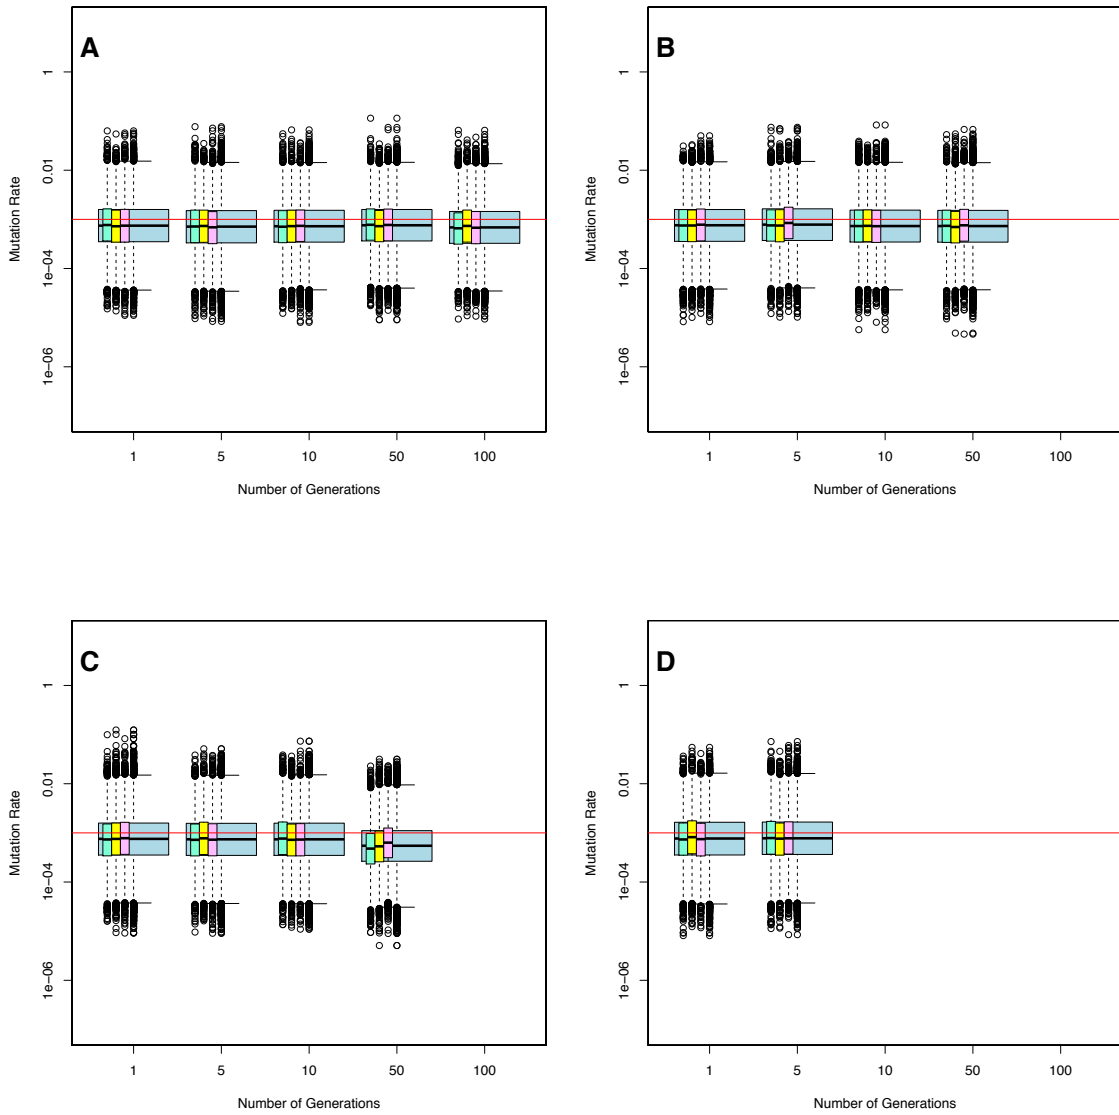 A
Mutation Rate
1
0.01
1e-04
1e-06
1 5 10 50 100
Number of Generations
B
Mutation Rate
1
0.01
1e-04
1e-06
1 5 10 50 100
Number of Generations
C
Mutation Rate
1
0.01
1e-04
1e-06
1 5 10 50 100
Number of Generations
D
Mutation Rate
1
0.01
1e-04
1e-06
1 5 10 50 100
Number of Generations